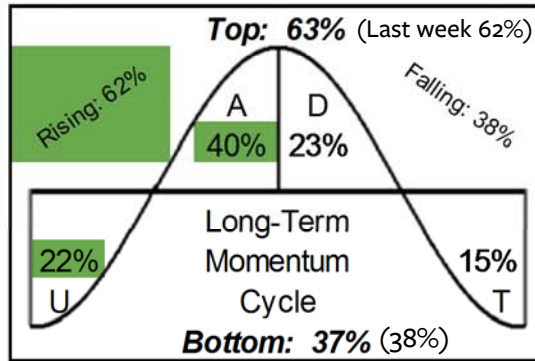 Top: 63% (Last week 62%)
Rising: 62%
Falling: 38%
A D
40% 23%
Long-Term
22% Momentum 15%
U Cycle T
Bottom: 37% (38%)